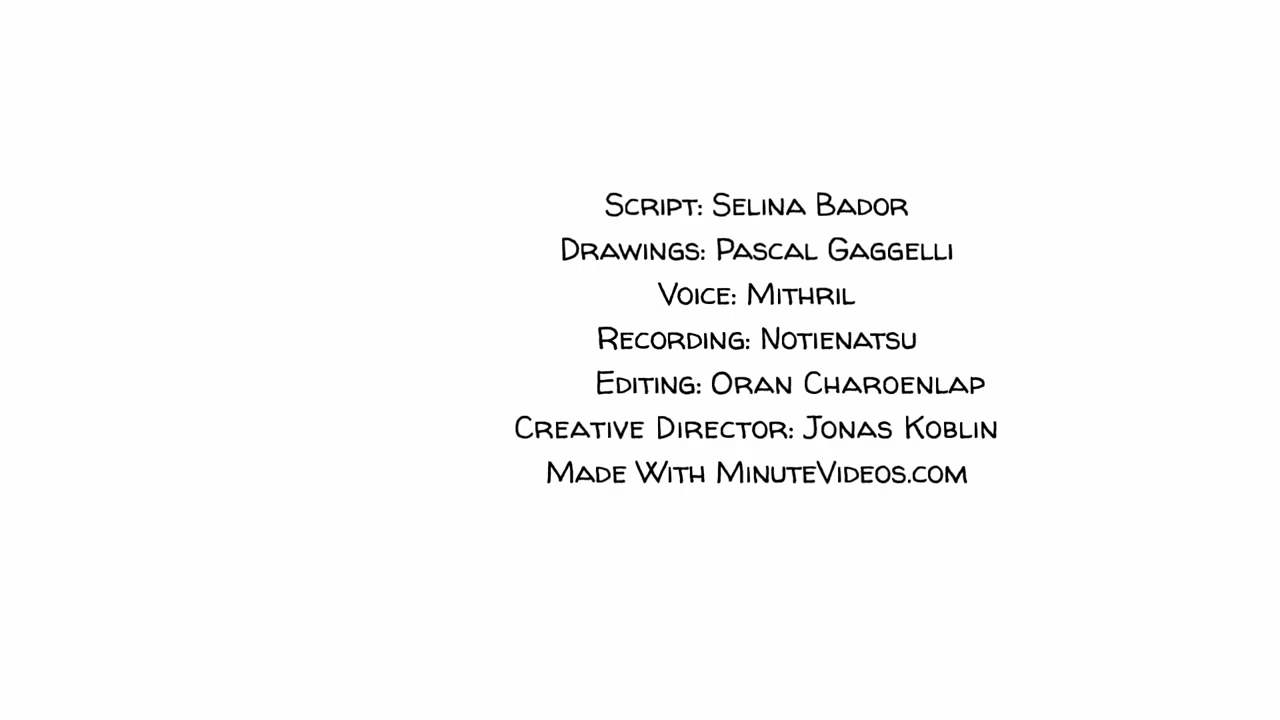 Script: Selina Bador
Drawings: Pascal Gaggelli
Voice: Mithril
Recording: Notienatsu
Editing: Oran Charoenlap
Creative Director: Jonas Koblin
Made With MinuteVideos.com